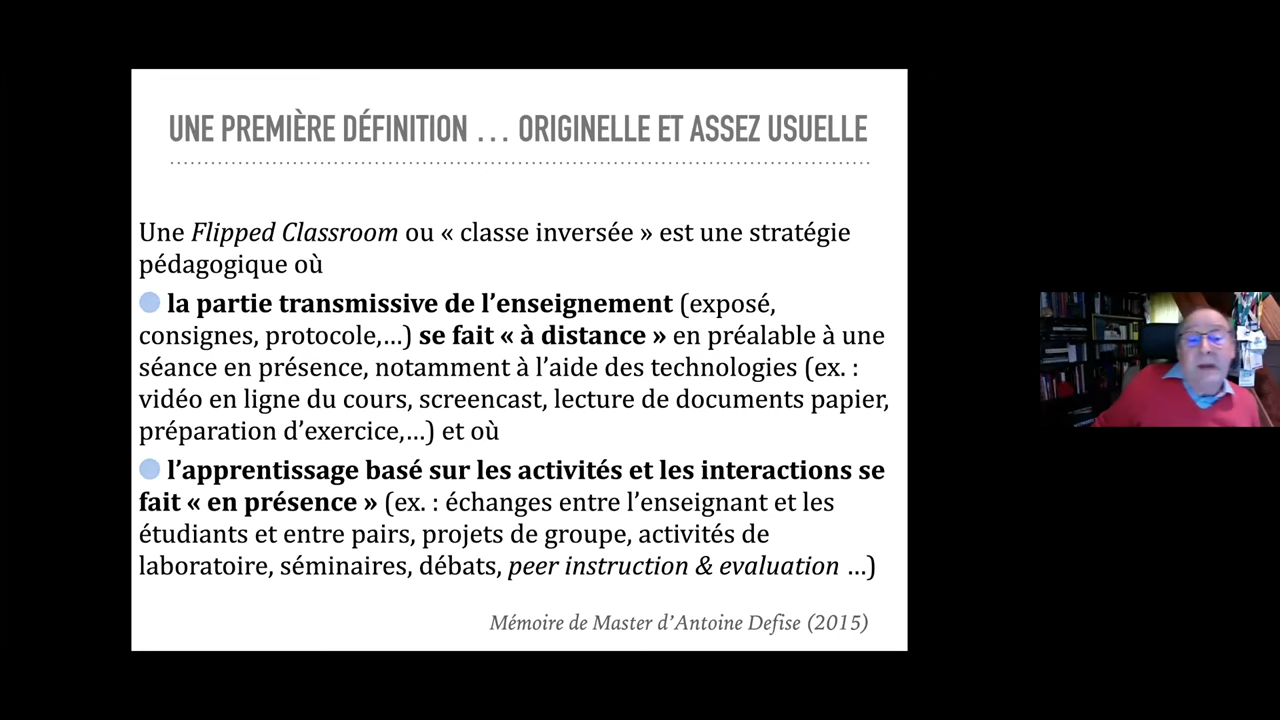 UNE PREMIÈRE DÉFINITION … ORIGINELLE ET ASSEZ USUELLE
Une Flipped Classroom ou « classe inversée » est une stratégie
pédagogique où
la partie transmissive de l’enseignement (exposé,
consignes, protocole,…) se fait « à distance » en préalable à une
séance en présence, notamment à l’aide des technologies (ex. :
vidéo en ligne du cours, screencast, lecture de documents papier,
préparation d’exercice,…) et où
l’apprentissage basé sur les activités et les interactions se
fait « en présence » (ex. : échanges entre l’enseignant et les
étudiants et entre pairs, projets de groupe, activités de
laboratoire, séminaires, débats, peer instruction & evaluation …)
Mémoire de Master d’Antoine Defise (2015)